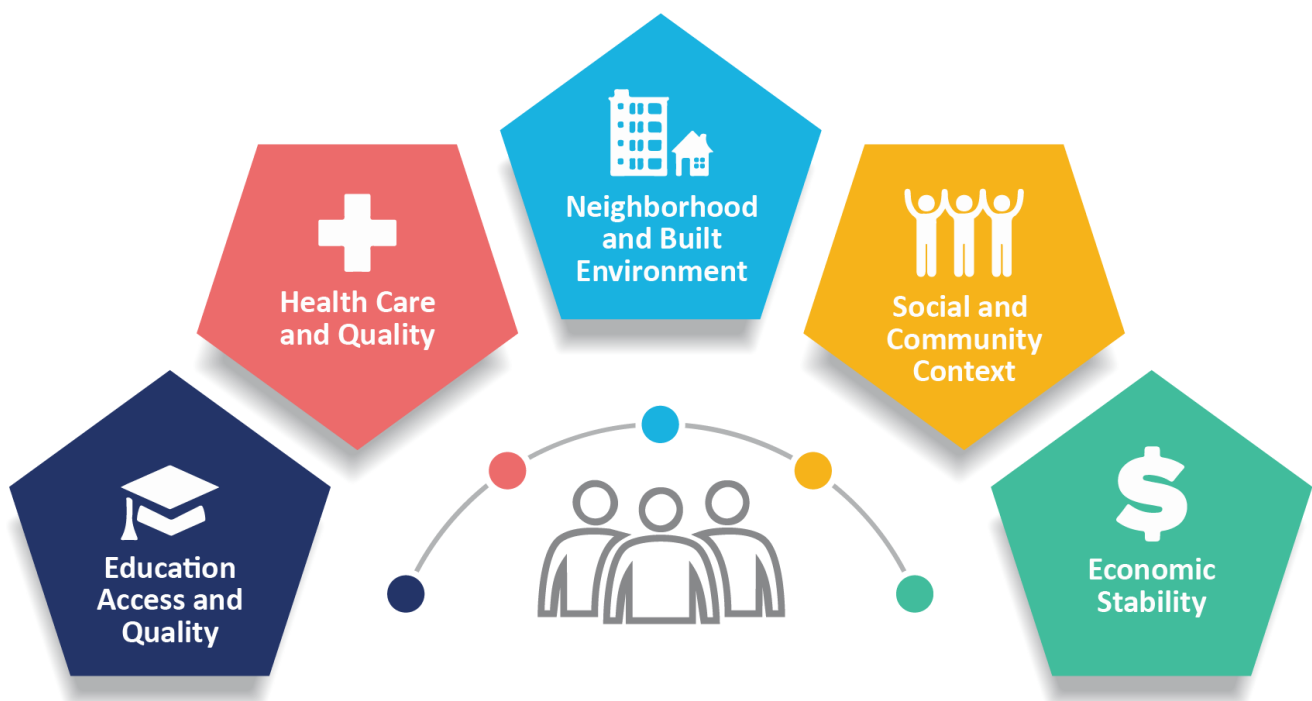 Education
Access and
Quality
Health Care
and Quality
Neighborhood
and Built
Environment
Social and
Community
Context
$
Economic
Stability